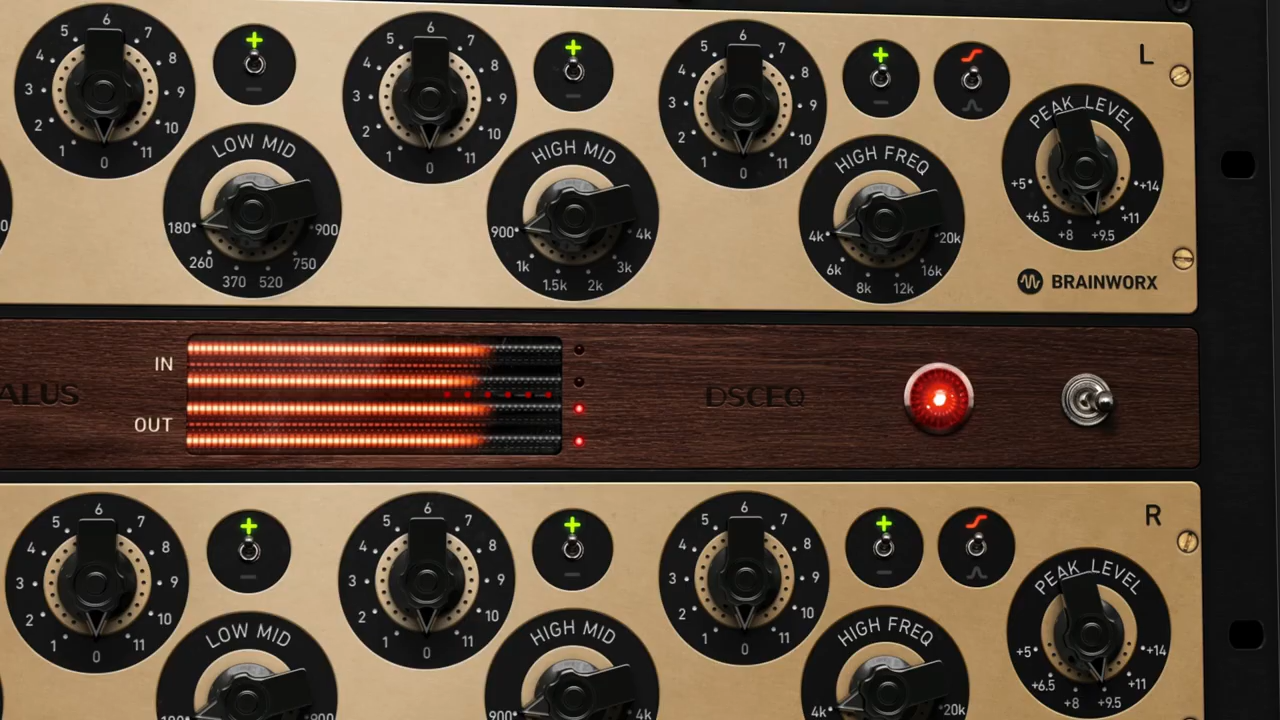 L
6
5 7
4 8
3 9
2 10
1 11
0
+
−
6
5 7
4 8
3 9
2 10
1 11
0
+
−
6
5 7
4 8
3 9
2 10
1 11
0
+
−
LOW MID
180 900
260 750
370 520
HIGH MID
900 4k
1k 3k
1.5k 2k
HIGH FREQ
4k 20k
6k 16k
8k 12k
PEAK LEVEL
+5 +14
+6.5 +11
+8 +9.5
BRAINWORX
ALUS
IN
OUT
DSCEQ
R
6
5 7
4 8
3 9
2 10
1 11
0
+
−
6
5 7
4 8
3 9
2 10
1 11
0
+
−
6
5 7
4 8
3 9
2 10
1 11
0
+
−
LOW MID
180 900
HIGH MID
900 4k
HIGH FREQ
4k 20k
PEAK LEVEL
+5 +14
+6.5 +11
+8 +9.5